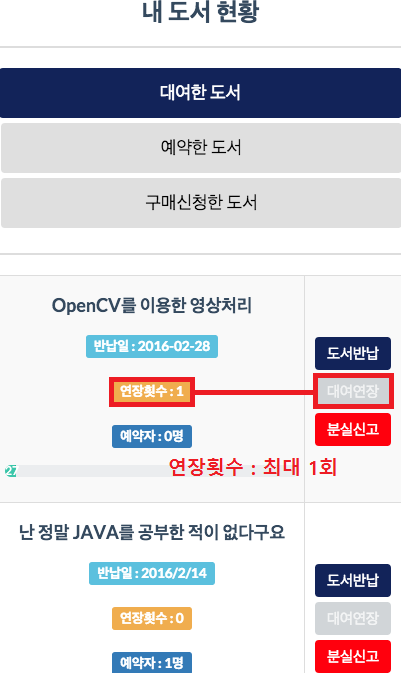 내 도서 현황
대여한 도서
예약한 도서
구매신청한 도서
OpenCV를 이용한 영상처리
반납일 : 2016-02-28
도서반납
연장횟수 : 1
대여연장
예약자 : 0명
분실신고
27
연장횟수 : 최대 1회
난 정말 JAVA를 공부한 적이 없다구요
반납일 : 2016/2/14
도서반납
연장횟수 : 0
대여연장
예약자 : 1명
분실신고